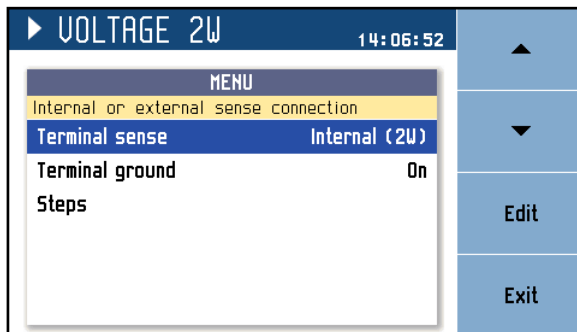 VOLTAGE 2W
14:06:52
MENU
Internal or external sense connection
Terminal sense Internal (2W)
Terminal ground On
Steps
Edit
Exit